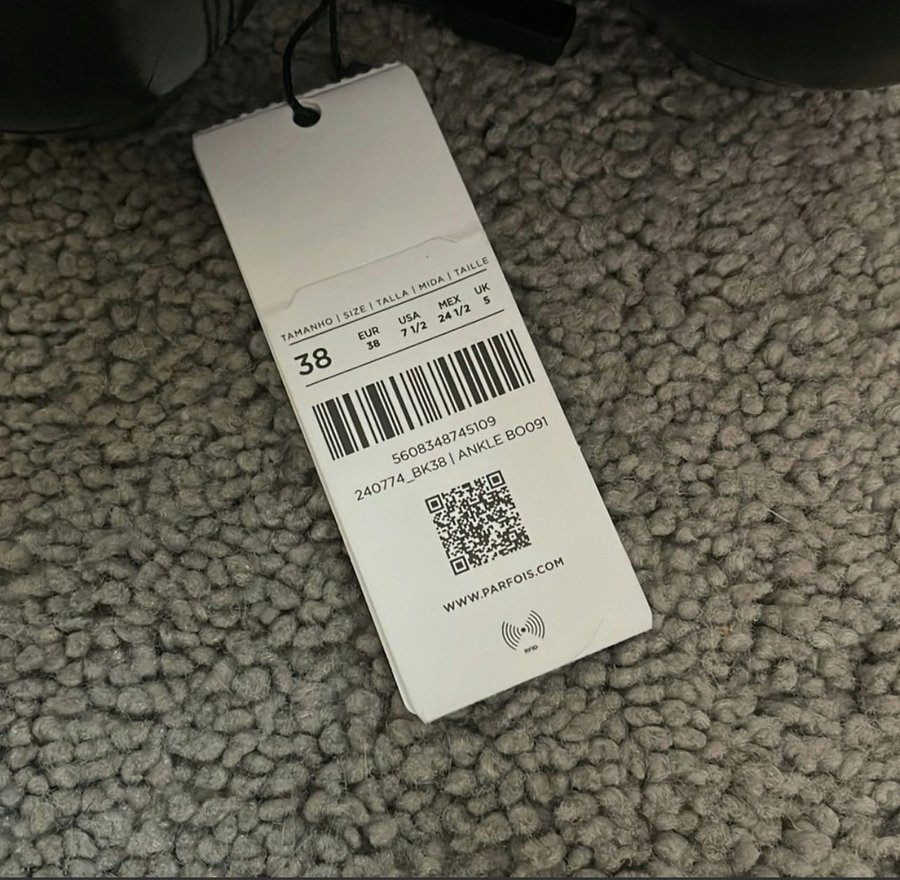 TAMANHO | SIZE | TALLA | MIDA | TAILLE
38 EUR 38 USA 7 1/2 MEX 24 1/2 UK 5
5608348745109
240774_BK38 | ANKLE BO091
WWW.PARFOIS.COM
RFID